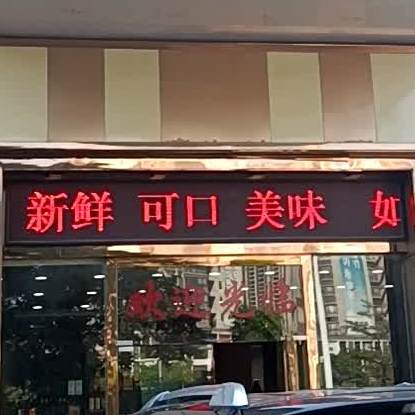 新鲜 可口 美味 如
欢迎光临